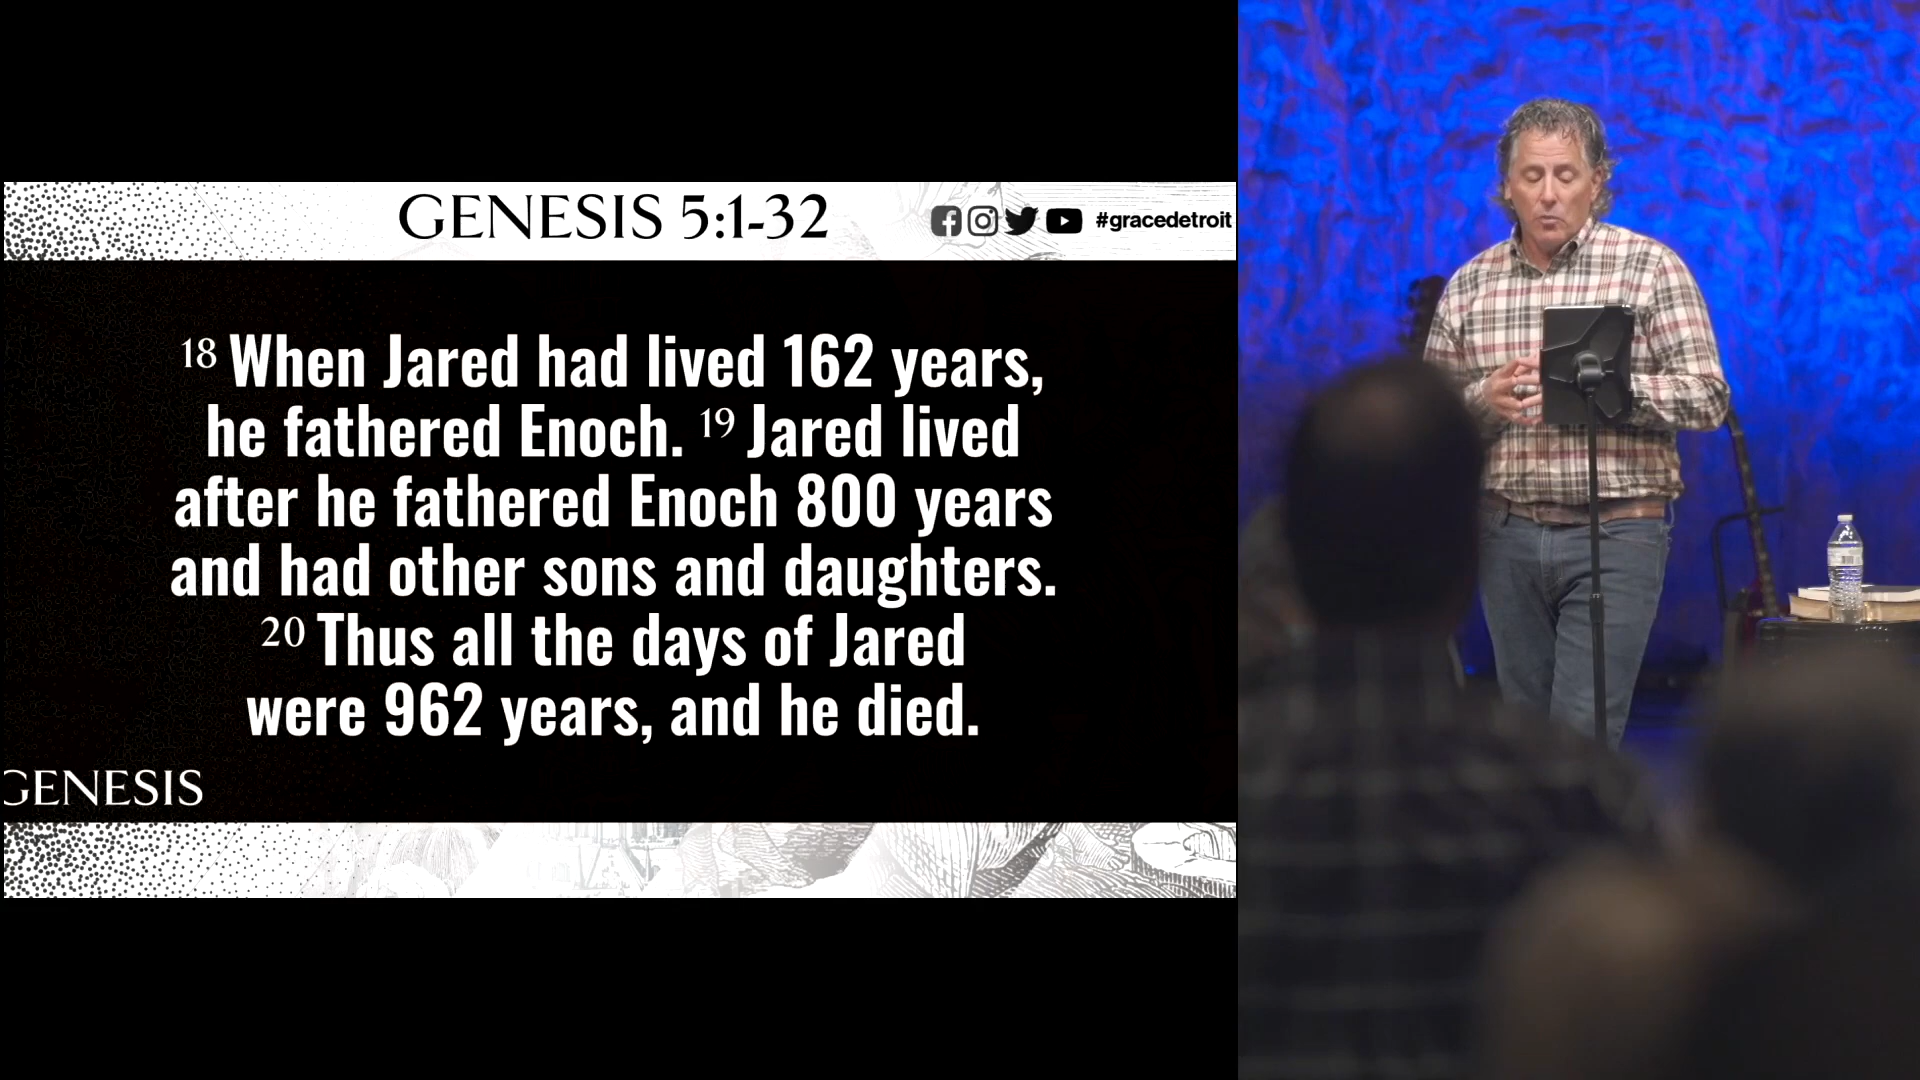 GENESIS 5:1-32
#gracedetroit
18 When Jared had lived 162 years,
he fathered Enoch. 19 Jared lived
after he fathered Enoch 800 years
and had other sons and daughters.
20 Thus all the days of Jared
were 962 years, and he died.
GENESIS